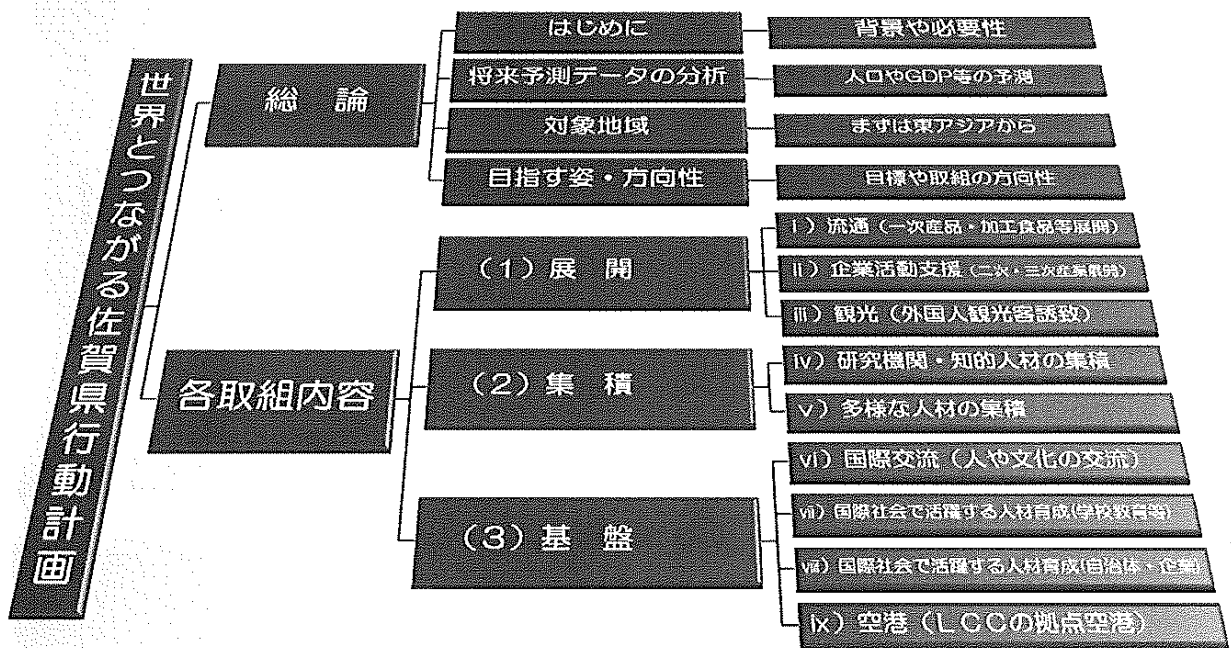 世界とつながる佐賀県行動計画
総 論
はじめに
背景や必要性
将来予測データの分析
人口やGDP等の予測
対象地域
まずは東アジアから
目指す姿・方向性
目標や取組の方向性
各取組内容
(1)展 開
ⅰ)流通(一次産品・加工食品等展開)
ⅱ)企業活動支援(二次・三次産業展開)
ⅲ)観光(外国人観光客誘致)
(2)集 積
ⅳ)研究機関・知的人材の集積
ⅴ)多様な人材の集積
(3)基 盤
ⅵ)国際交流(人や文化の交流)
ⅶ)国際社会で活躍する人材育成(学校教育等)
ⅷ)国際社会で活躍する人材育成(自治体・企業)
ⅸ)空港(LCCの拠点空港)